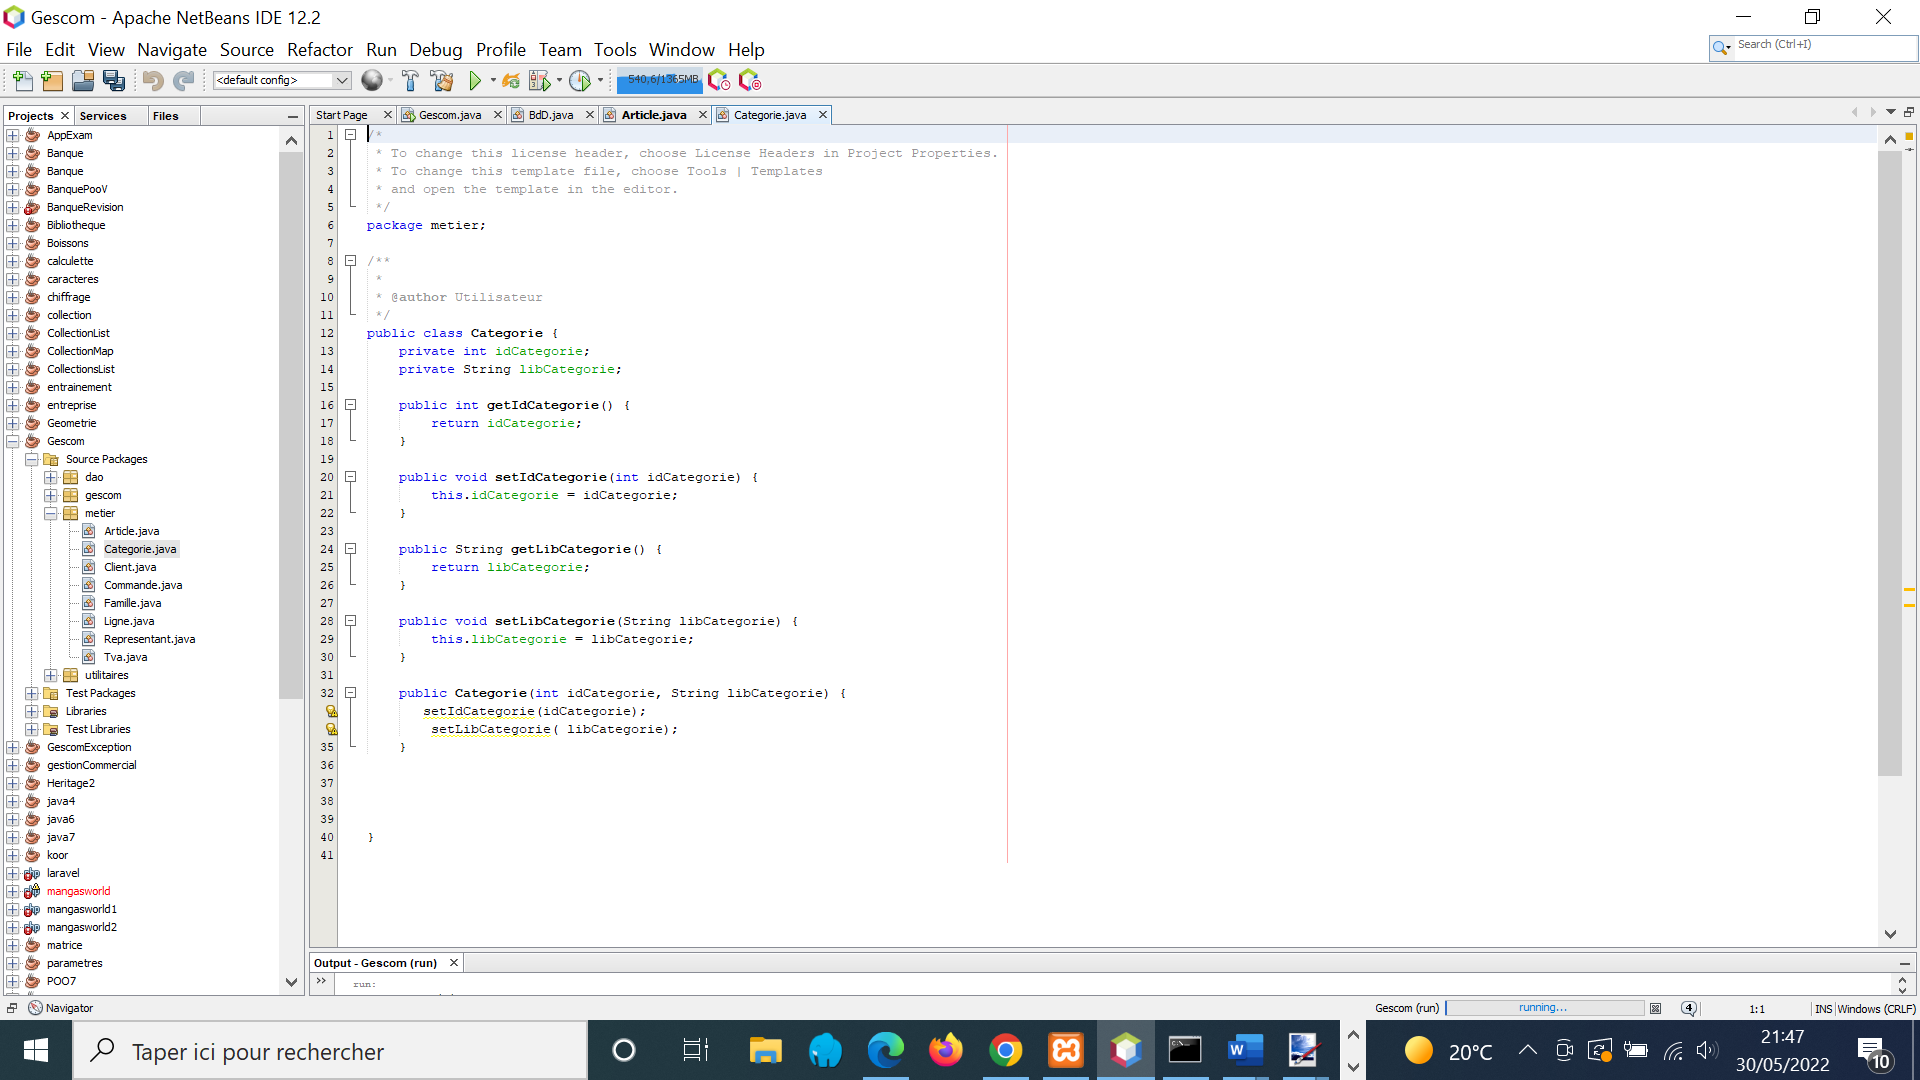 Gescom - Apache NetBeans IDE 12.2
File Edit View Navigate Source Refactor Run Debug Profile Team Tools Window Help
Search (Ctrl+I)
<default config>
540,6/1365MB
Projects Services Files
Start Page Gescom.java BdD.java Article.java Categorie.java
AppExam
Banque
Banque
BanquePooV
BanqueRevision
Bibliotheque
Boissons
calculette
caracteres
chiffrage
collection
CollectionList
CollectionMap
CollectionsList
entrainement
entreprise
Geometrie
Gescom
Source Packages
dao
gescom
metier
Article.java
Categorie.java
Client.java
Commande.java
Famille.java
Ligne.java
Representant.java
Tva.java
utilitaires
Test Packages
Libraries
Test Libraries
GescomException
gestionCommercial
Heritage2
java4
java6
java7
koor
laravel
mangasworld
mangasworld1
mangasworld2
matrice
parametres
POO7
1 /*
2 * To change this license header, choose License Headers in Project Properties.
3 * To change this template file, choose Tools | Templates
4 * and open the template in the editor.
5 */
6 package metier;
7
8 /**
9 *
10 * @author Utilisateur
11 */
12 public class Categorie {
13 private int idCategorie;
14 private String libCategorie;
15
16 public int getIdCategorie() {
17 return idCategorie;
18 }
19
20 public void setIdCategorie(int idCategorie) {
21 this.idCategorie = idCategorie;
22 }
23
24 public String getLibCategorie() {
25 return libCategorie;
26 }
27
28 public void setLibCategorie(String libCategorie) {
29 this.libCategorie = libCategorie;
30 }
31
32 public Categorie(int idCategorie, String libCategorie) {
setIdCategorie(idCategorie);
setLibCategorie( libCategorie);
35 }
36
37
38
39
40 }
41
Output - Gescom (run)
run:
Navigator
Gescom (run) running... 4 1:1 INS Windows (CRLF)
Taper ici pour rechercher
20°C
21:47
30/05/2022
10